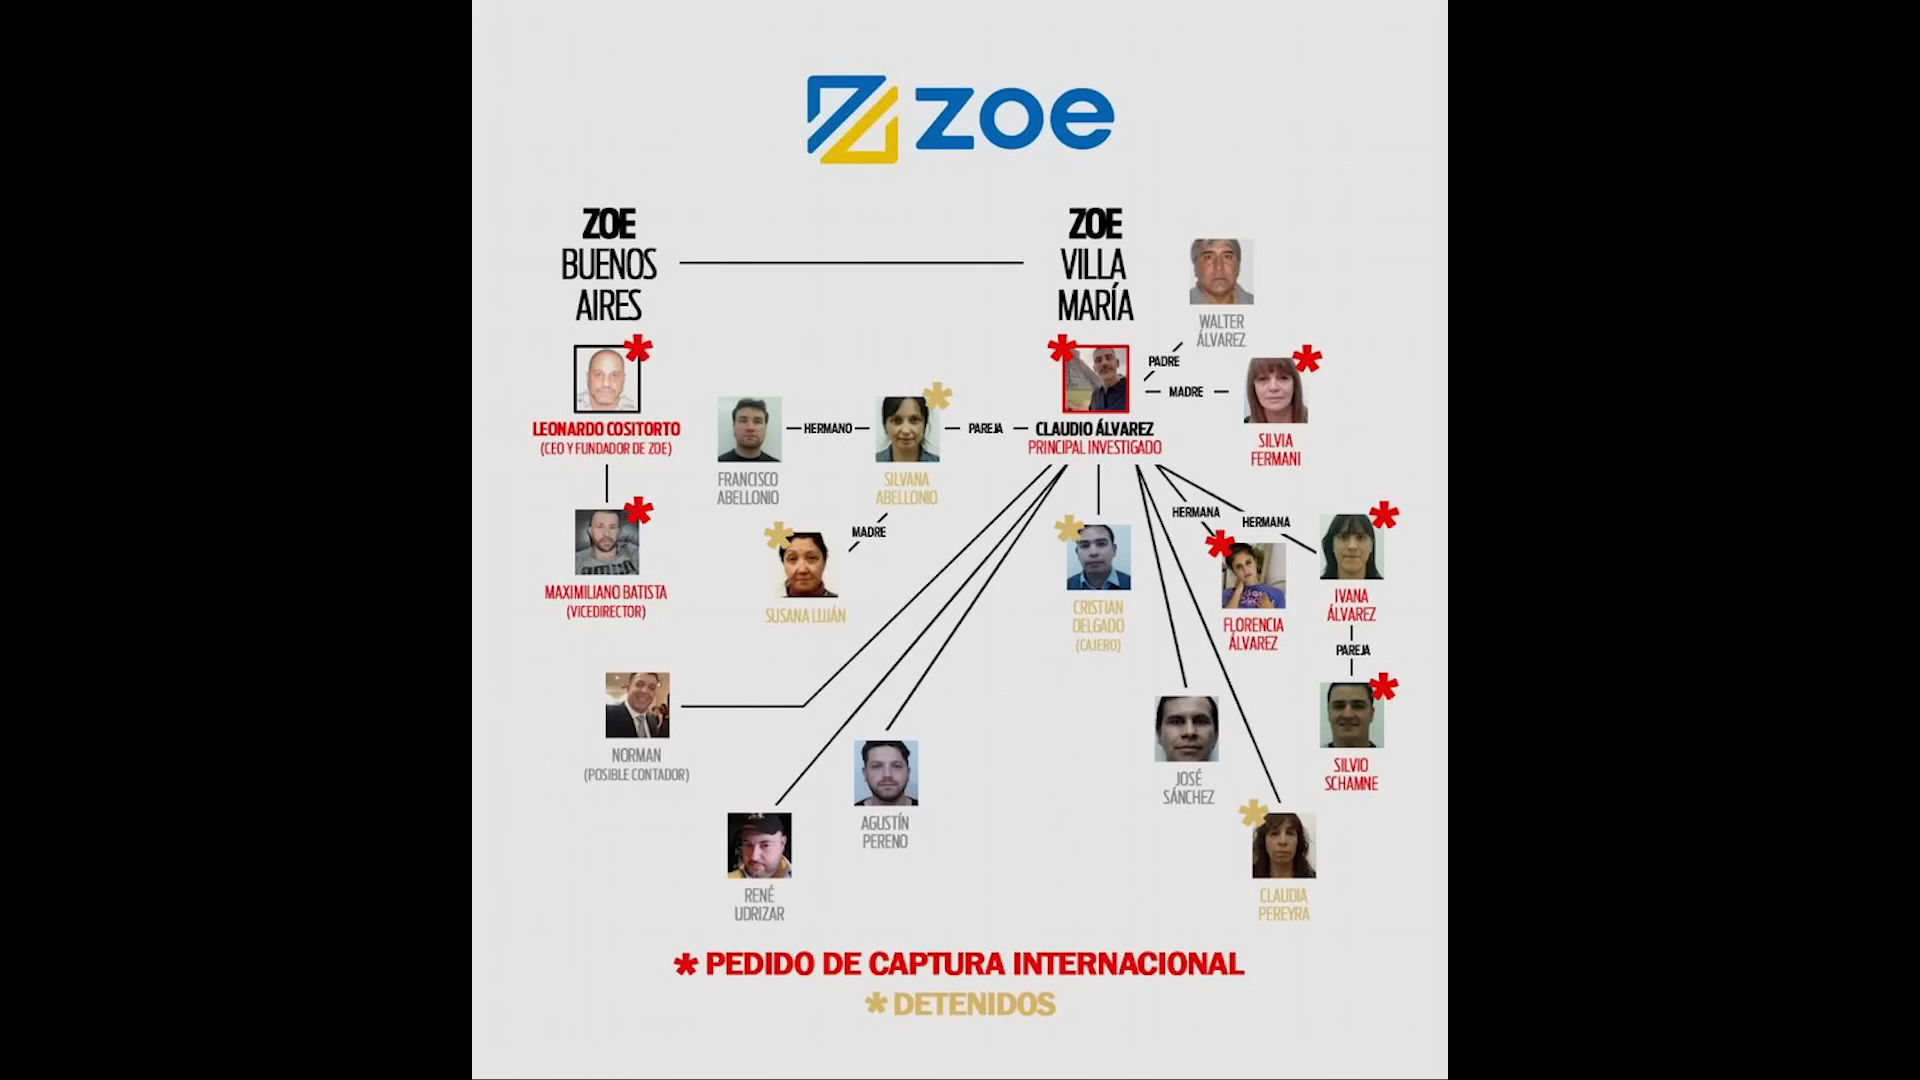 zoe
ZOE
BUENOS
AIRES
ZOE
VILLA
MARÍA
WALTER
ÁLVAREZ
PADRE
MADRE
SILVIA
FERMANI
LEONARDO COSITORTO
(CEO Y FUNDADOR DE ZOE)
HERMANO
PAREJA
CLAUDIO ÁLVAREZ
PRINCIPAL INVESTIGADO
FRANCISCO
ABELLONIO
SILVANA
ABELLONIO
MADRE
SUSANA LUJÁN
HERMANA
HERMANA
MAXIMILIANO BATISTA
(VICEDIRECTOR)
CRISTIAN
DELGADO
(CAJERO)
FLORENCIA
ÁLVAREZ
IVANA
ÁLVAREZ
PAREJA
NORMAN
(POSIBLE CONTADOR)
JOSÉ
SÁNCHEZ
SILVIO
SCHAMNE
AGUSTÍN
PERENO
RENÉ
UDRIZAR
CLAUDIA
PEREYRA
* PEDIDO DE CAPTURA INTERNACIONAL
* DETENIDOS